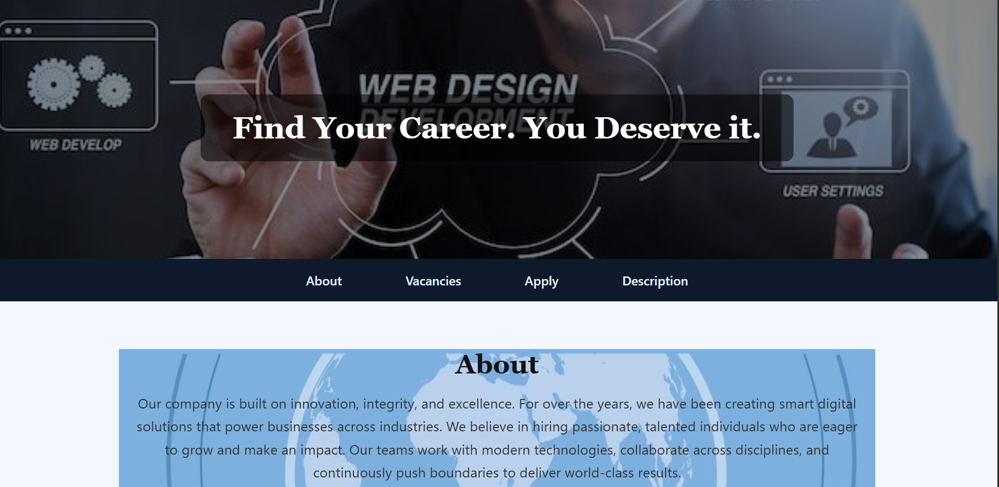 WEB DESIGN
DEVELOPMENT
Find Your Career. You Deserve it.
WEB DEVELOP
USER SETTINGS
About
Vacancies
Apply
Description
About
Our company is built on innovation, integrity, and excellence. For over the years, we have been creating smart digital
solutions that power businesses across industries. We believe in hiring passionate, talented individuals who are eager
to grow and make an impact. Our teams work with modern technologies, collaborate across disciplines, and
continuously push boundaries to deliver world-class results.